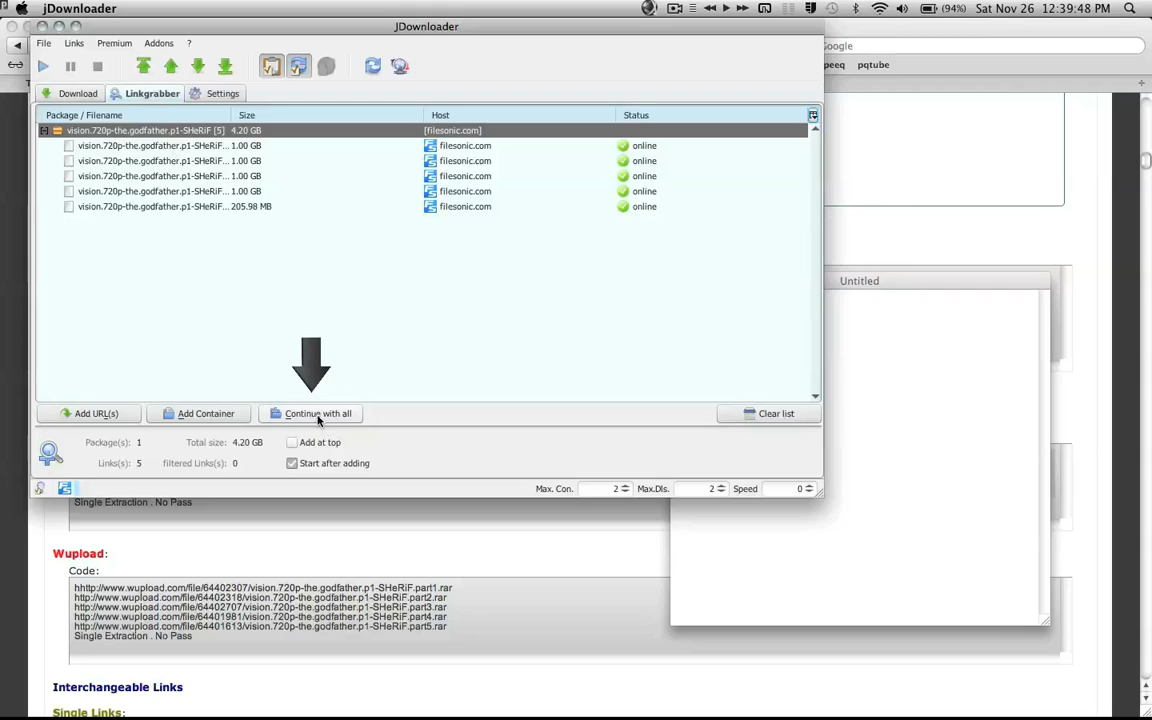 jDownloader
(94%) Sat Nov 26 12:39:48 PM
JDownloader
Google
File Links Premium Addons ?
peeq pqtube
Download Linkgrabber Settings
Package / Filename Size Host Status
vision.720p-the.godfather.p1-SHeRiF [5] 4.20 GB [filesonic.com]
vision.720p-the.godfather.p1-SHeRiF... 1.00 GB filesonic.com online
vision.720p-the.godfather.p1-SHeRiF... 1.00 GB filesonic.com online
vision.720p-the.godfather.p1-SHeRiF... 1.00 GB filesonic.com online
vision.720p-the.godfather.p1-SHeRiF... 1.00 GB filesonic.com online
vision.720p-the.godfather.p1-SHeRiF... 205.98 MB filesonic.com online
Untitled
Add URL(s) Add Container Continue with all Clear list
Package(s): 1 Total size: 4.20 GB Add at top
Links(s): 5 filtered Links(s): 0 Start after adding
Max. Con. 2 Max.Dls. 2 Speed 0
Single Extraction . No Pass
Wupload:
Code:
hhttp://www.wupload.com/file/64402307/vision.720p-the.godfather.p1-SHeRiF.part1.rar
http://www.wupload.com/file/64402318/vision.720p-the.godfather.p1-SHeRiF.part2.rar
http://www.wupload.com/file/64402707/vision.720p-the.godfather.p1-SHeRiF.part3.rar
http://www.wupload.com/file/64401981/vision.720p-the.godfather.p1-SHeRiF.part4.rar
http://www.wupload.com/file/64401613/vision.720p-the.godfather.p1-SHeRiF.part5.rar
Single Extraction . No Pass
Interchangeable Links
Single Links: